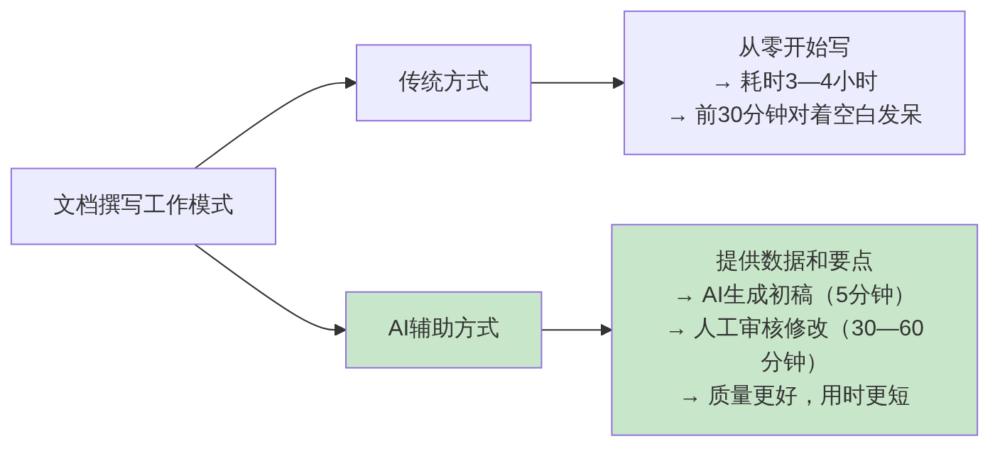 文档撰写工作模式
传统方式
从零开始写
→ 耗时3—4小时
→ 前30分钟对着空白发呆
AI辅助方式
提供数据和要点
→ AI生成初稿（5分钟）
→ 人工审核修改（30—60
分钟）
→ 质量更好，用时更短